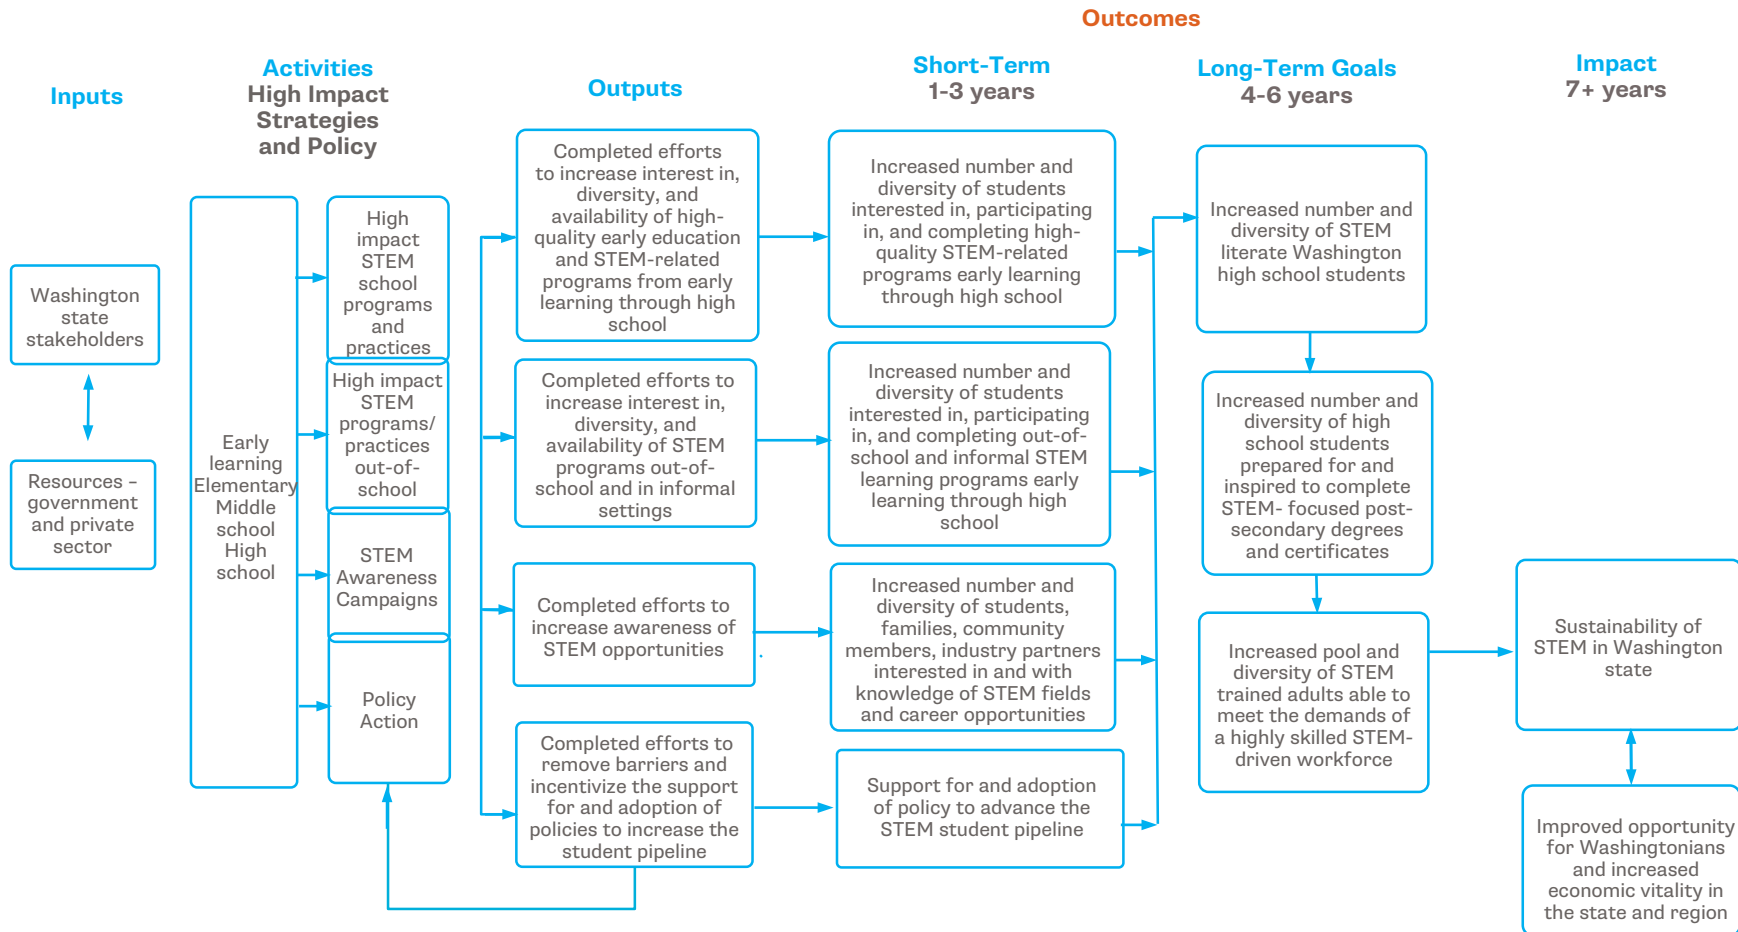 Outcomes
Inputs
Activities
High Impact
Strategies
and Policy
Outputs
Short-Term
1-3 years
Long-Term Goals
4-6 years
Impact
7+ years
Washington
state
stakeholders
Resources –
government
and private
sector
Early
learning
Elementary
Middle
school
High
school
High
impact
STEM
school
programs
and
practices
High impact
STEM
programs/
practices
out-of-
school
STEM
Awareness
Campaigns
Policy
Action
Completed efforts
to increase interest in,
diversity, and
availability of high-
quality early education
and STEM-related
programs from early
learning through high
school
Completed efforts to
increase interest in,
diversity, and
availability of STEM
programs out-of-
school and in informal
settings
Completed efforts to
increase awareness of
STEM opportunities
Completed efforts to
remove barriers and
incentivize the support
for and adoption of
policies to increase the
student pipeline
Increased number and
diversity of students
interested in, participating
in, and completing high-
quality STEM-related
programs early learning
through high school
Increased number and
diversity of students
interested in, participating
in, and completing out-of-
school and informal STEM
learning programs early
learning through high
school
Increased number and
diversity of students,
families, community
members, industry partners
interested in and with
knowledge of STEM fields
and career opportunities
Support for and adoption
of policy to advance the
STEM student pipeline
Increased number and
diversity of STEM
literate Washington
high school students
Increased number and
diversity of high
school students
prepared for and
inspired to complete
STEM- focused post-
secondary degrees
and certificates
Increased pool and
diversity of STEM
trained adults able to
meet the demands of
a highly skilled STEM-
driven workforce
Sustainability of
STEM in Washington
state
Improved opportunity
for Washingtonians
and increased
economic vitality in
the state and region